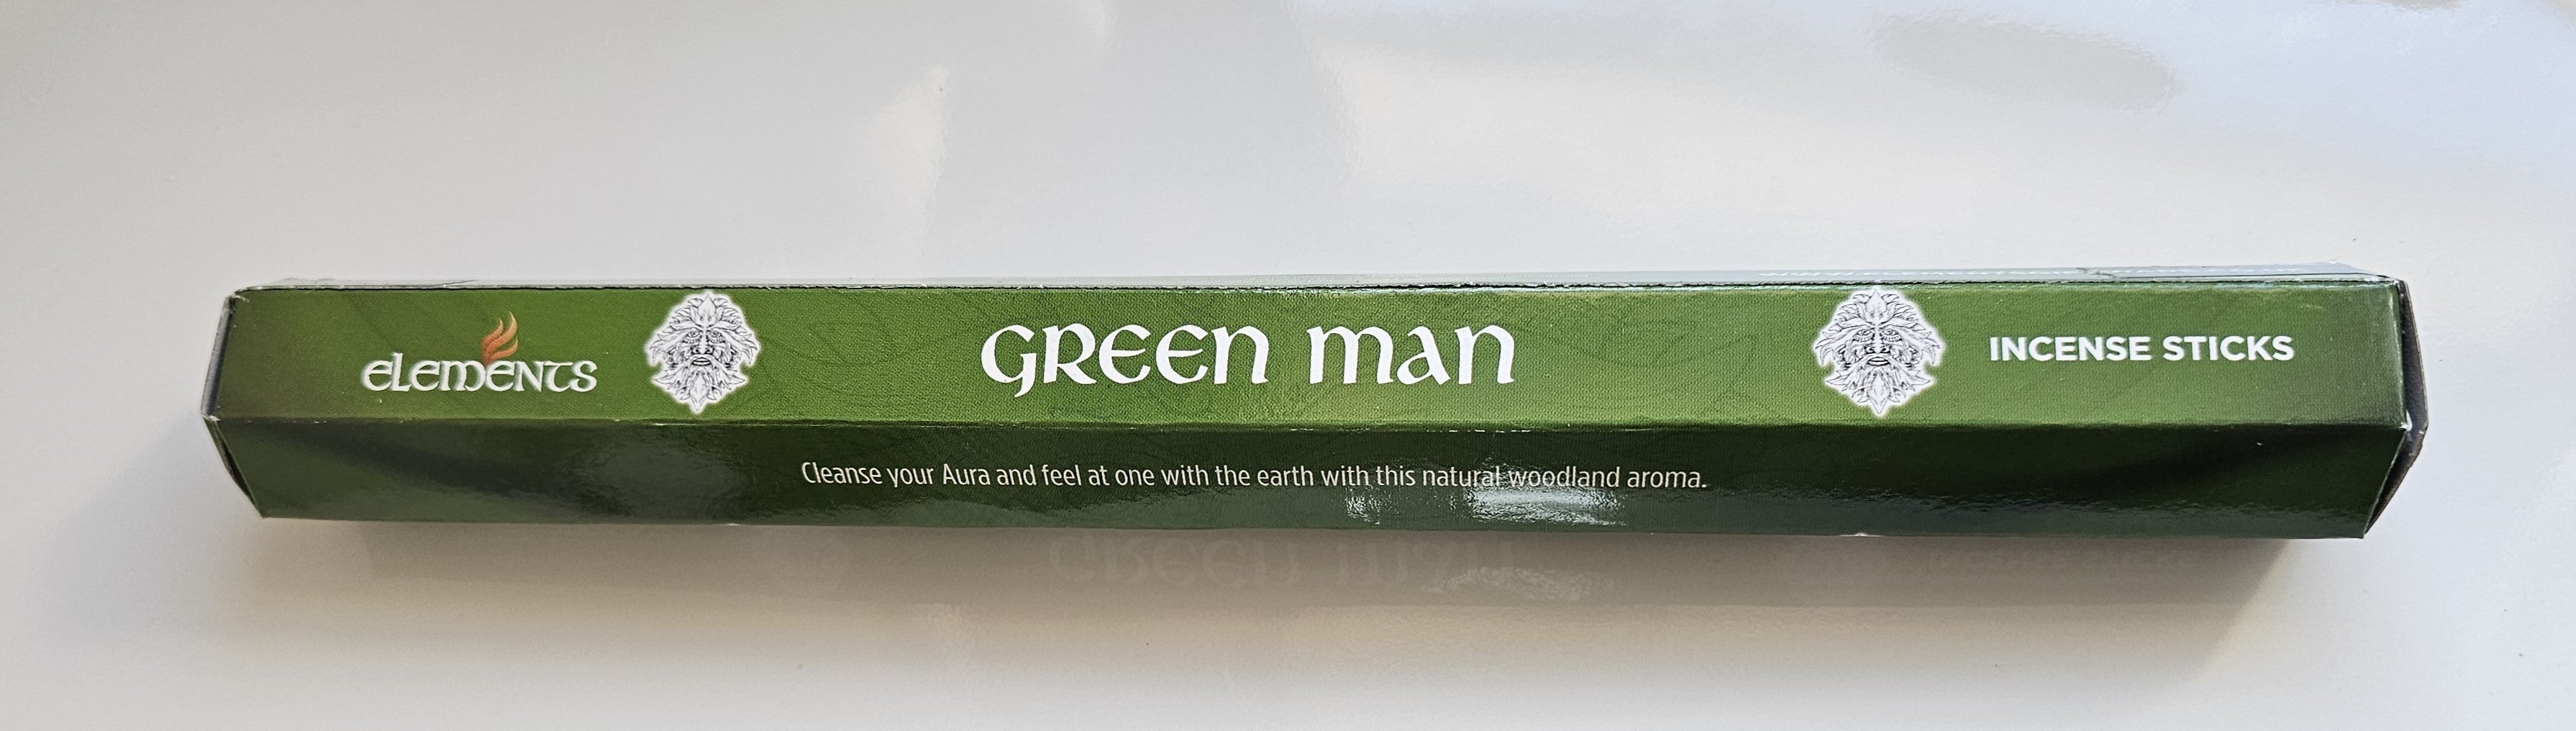 elements
GREEN MAN
INCENSE STICKS
Cleanse your Aura and feel at one with the earth with this natural woodland aroma.